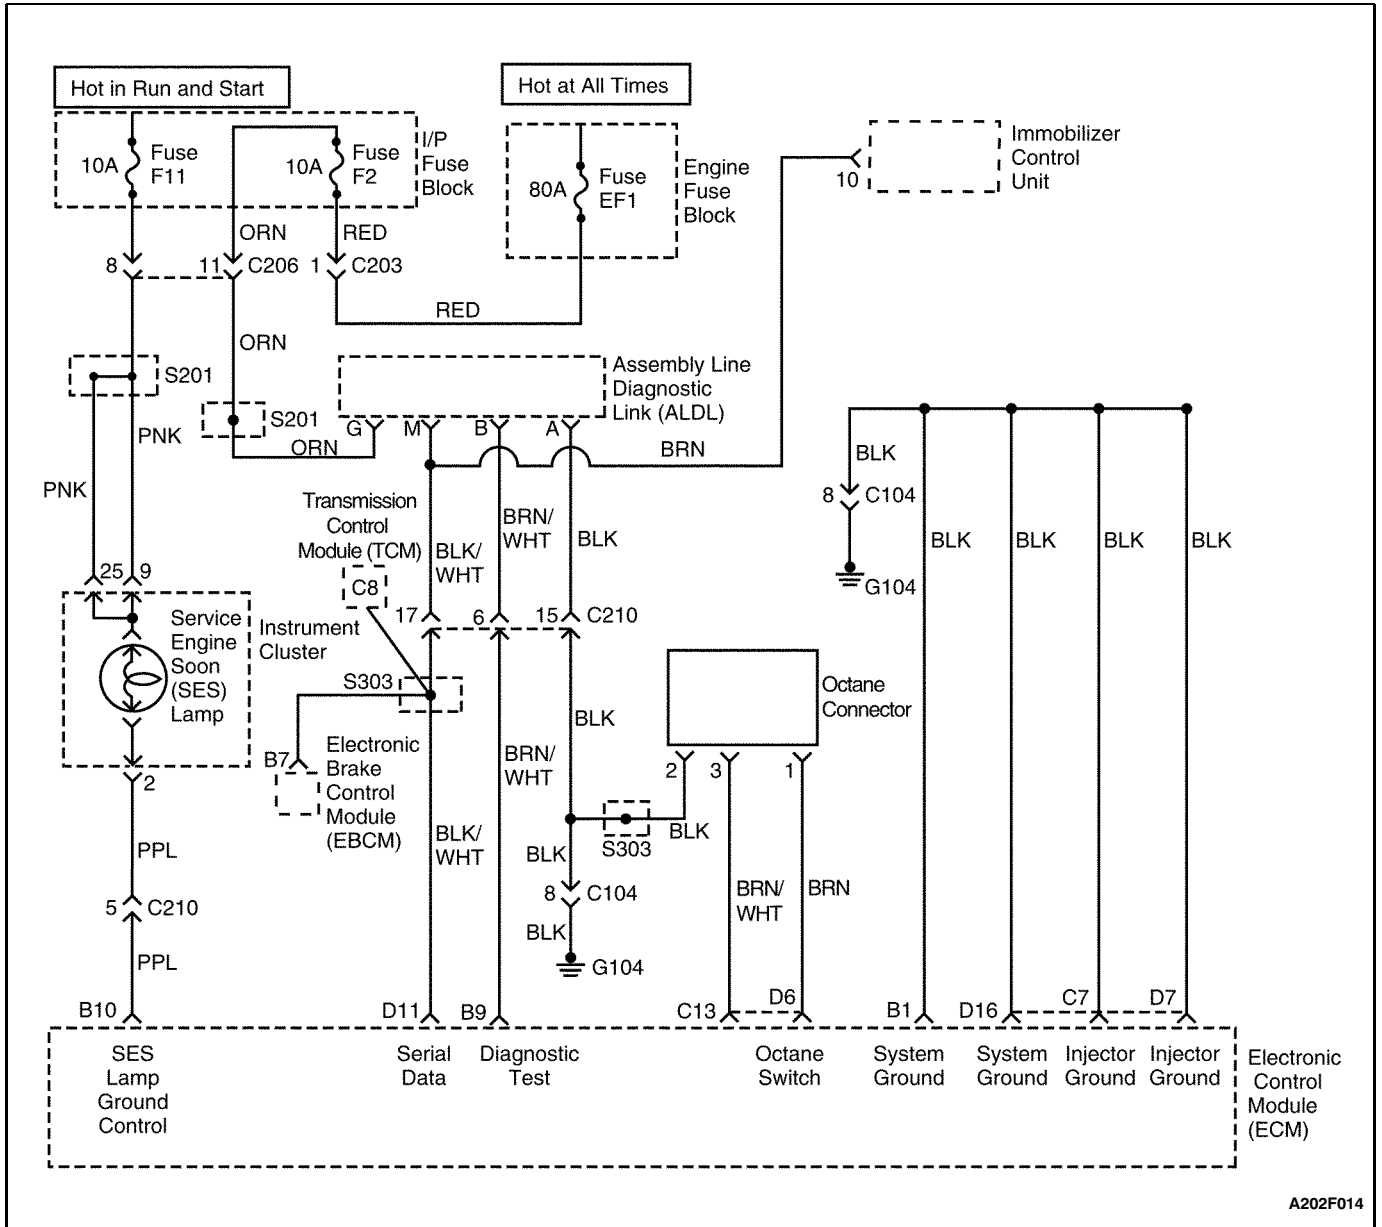 Hot in Run and Start
Hot at All Times
10A
Fuse
F11
10A
Fuse
F2
I/P
Fuse
Block
80A
Fuse
EF1
Engine
Fuse
Block
10
Immobilizer
Control
Unit
ORN
RED
8
11
C206
1
C203
RED
ORN
S201
S201
PNK
ORN
PNK
Assembly Line
Diagnostic
Link (ALDL)
G
M
B
A
BRN
Transmission
Control
Module (TCM)
C8
BLK/
WHT
BRN/
WHT
BLK
BLK
8
C104
G104
BLK
BLK
BLK
BLK
25
9
Service
Engine
Soon
(SES)
Lamp
Instrument
Cluster
17
6
15
C210
S303
B7
Electronic
Brake
Control
Module
(EBCM)
BLK
BRN/
WHT
BLK/
WHT
Octane
Connector
2
3
1
BLK
S303
BLK
8
C104
BLK
G104
BRN/
WHT
BRN
2
PPL
5
C210
PPL
B10
D11
B9
C13
D6
B1
D16
C7
D7
SES
Lamp
Ground
Control
Serial
Data
Diagnostic
Test
Octane
Switch
System
Ground
System
Ground
Injector
Ground
Injector
Ground
Electronic
Control
Module
(ECM)
A202F014